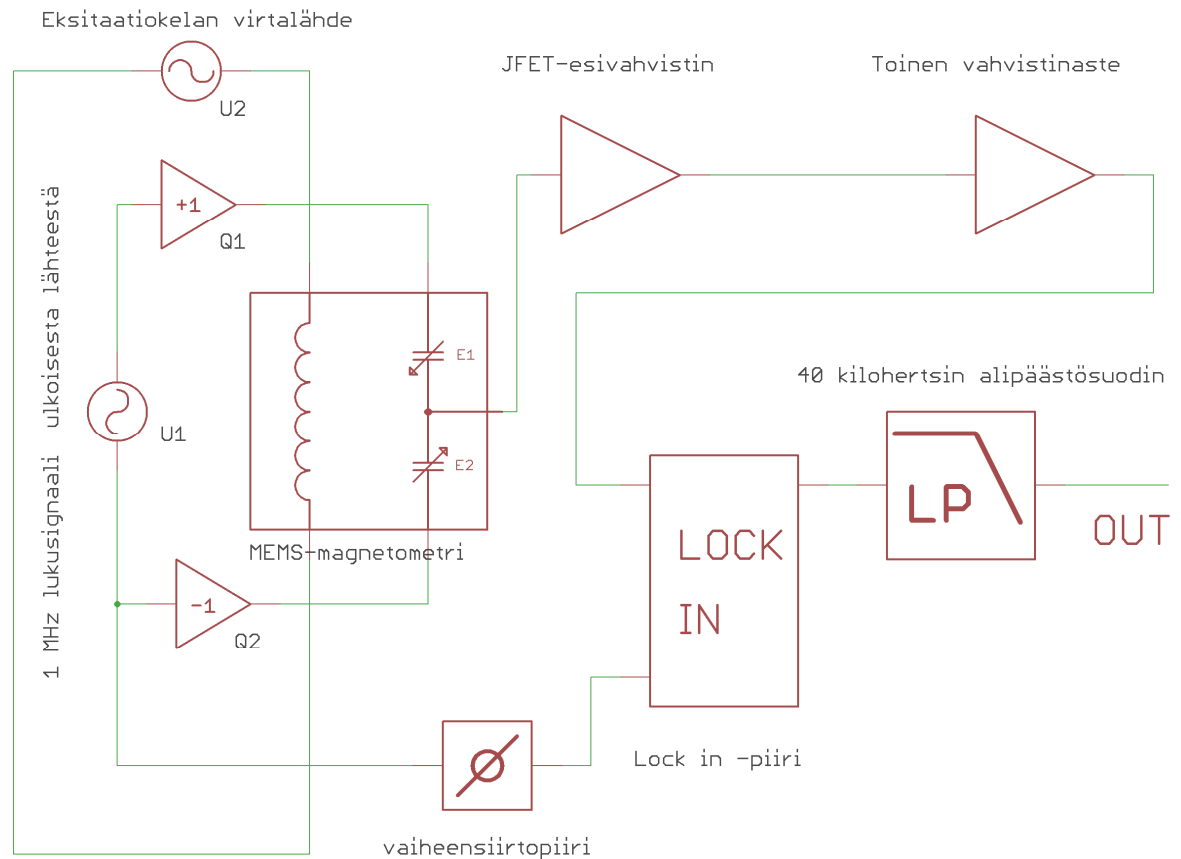 Eksitaatiokelan virtalähde
U2
JFET-esivahvistin
Toinen vahvistinaste
+1
Q1
1 MHz lukusignaali ulkoisesta lähteestä
U1
E1
E2
MEMS-magnetometri
-1
Q2
40 kilohertsin alipäästösuodin
LP
OUT
LOCK
IN
Lock in -piiri
vaiheensiirtopiiri